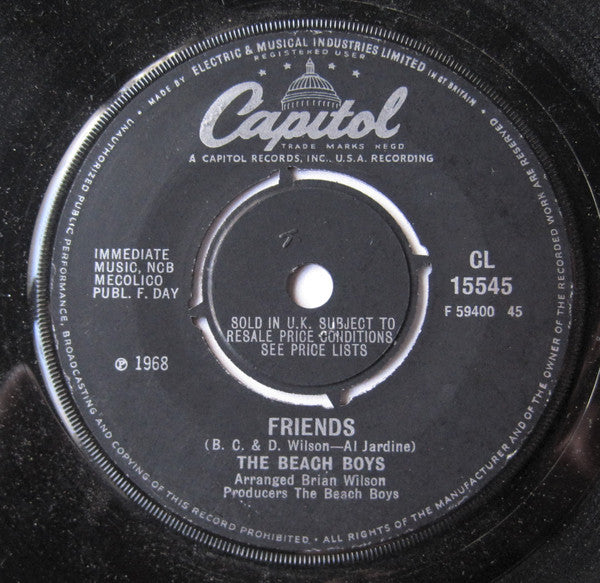 MADE BY ELECTRIC & MUSICAL INDUSTRIES LIMITED IN GT BRITAIN • ALL RIGHTS OF THE MANUFACTURER AND OF THE OWNER OF THE RECORDED WORK ARE RESERVED
UNAUTHORIZED PUBLIC PERFORMANCE, BROADCASTING AND COPYING OF THIS RECORD PROHIBITED •
REGISTERED USER
Capitol
TRADE MARKS REGD
A CAPITOL RECORDS, INC., U.S.A. RECORDING
IMMEDIATE
MUSIC, NCB
MECOLICO
PUBL. F. DAY
℗ 1968
CL
15545
F 59400 45
SOLD IN U.K. SUBJECT TO
RESALE PRICE CONDITIONS,
SEE PRICE LISTS
FRIENDS
(B. C. & D. Wilson—Al Jardine)
THE BEACH BOYS
Arranged Brian Wilson
Producers The Beach Boys